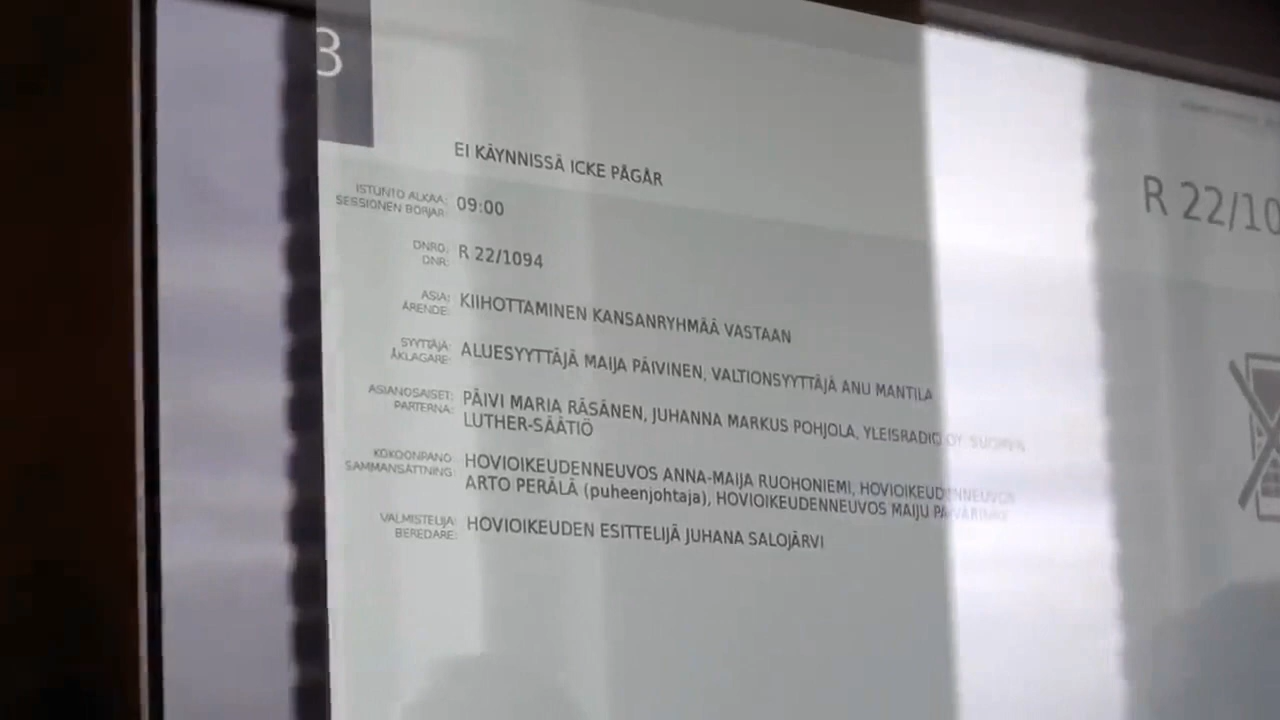 3
EI KÄYNNISSÄ ICKE PÅGÅR
R 22/10
ISTUNTO ALKAA: 09:00
SESSIONEN BÖRJAR:
DNRO: R 22/1094
DNR:
ASIA: KIIHOTTAMINEN KANSANRYHMÄÄ VASTAAN
ÄRENDE:
SYYTTÄJÄ: ALUESYYTTÄJÄ MAIJA PÄIVINEN, VALTIONSYYTTÄJÄ ANU MANTILA
ÅKLAGARE:
ASIANOSAISET: PÄIVI MARIA RÄSÄNEN, JUHANNA MARKUS POHJOLA, YLEISRADIO OY, SUOMEN
PARTERNA: LUTHER-SÄÄTIÖ
KOKOONPANO: HOVIOIKEUDENNEUVOS ANNA-MAIJA RUOHONIEMI, HOVIOIKEUDENNEUVOS
SAMMANSÄTTNING: ARTO PERÄLÄ (puheenjohtaja), HOVIOIKEUDENNEUVOS MAIJU
VALMISTELIJA: HOVIOIKEUDEN ESITTELIJÄ JUHANA SALOJÄRVI
BEREDARE: